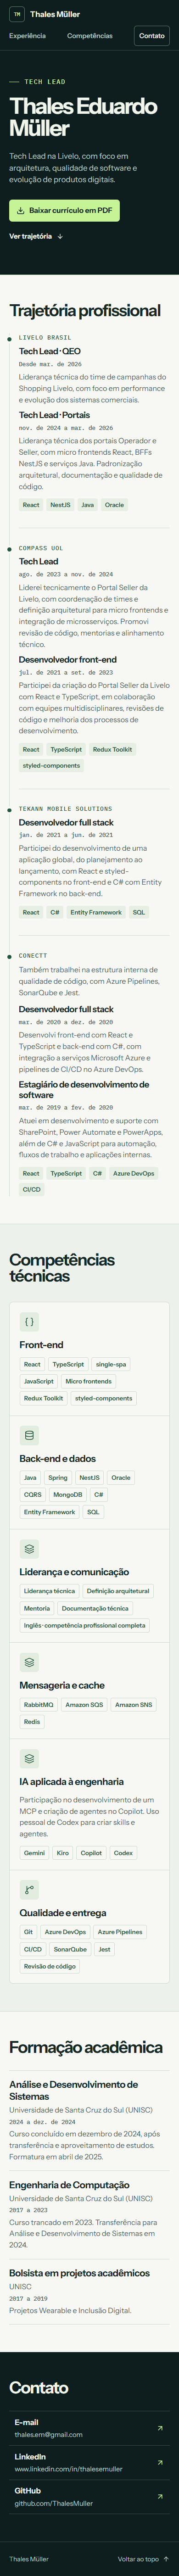 TM Thales Müller
Experiência Competências Contato
TECH LEAD
Thales Eduardo
Müller
Tech Lead na Livelo, com foco em
arquitetura, qualidade de software e
evolução de produtos digitais.
Baixar currículo em PDF
Ver trajetória ↓
Trajetória profissional
LIVELO BRASIL
Tech Lead · QEO
Desde mar. de 2026
Liderança técnica do time de campanhas do
Shopping Livelo, com foco em performance
e evolução dos sistemas comerciais.
Tech Lead · Portais
nov. de 2024 a mar. de 2026
Liderança técnica dos portais Operador e
Seller, com micro frontends React, BFFs
NestJS e serviços Java. Padronização
arquitetural, documentação e qualidade de
código.
React NestJS Java Oracle
COMPASS UOL
Tech Lead
ago. de 2023 a nov. de 2024
Liderei tecnicamente o Portal Seller da
Livelo, com coordenação de times e
definição arquitetural para micro frontends e
integração de microsserviços. Promovi
revisão de código, mentorias e alinhamento
técnico.
Desenvolvedor front-end
jul. de 2021 a set. de 2023
Participei da criação do Portal Seller da Livelo
com React e TypeScript, em colaboração
com equipes multidisciplinares, revisões de
código e melhoria dos processos de
desenvolvimento.
React TypeScript Redux Toolkit
styled-components
TEKANN MOBILE SOLUTIONS
Desenvolvedor full stack
jan. de 2021 a jun. de 2021
Participei do desenvolvimento de uma
aplicação global, do planejamento ao
lançamento, com React e styled-
components no front-end e C# com Entity
Framework no back-end.
React C# Entity Framework SQL
CONECTT
Também trabalhei na estrutura interna de
qualidade de código, com Azure Pipelines,
SonarQube e Jest.
Desenvolvedor full stack
mar. de 2020 a dez. de 2020
Desenvolvi front-end com React e
TypeScript e back-end com C#, com
integração a serviços Microsoft Azure e
pipelines de CI/CD no Azure DevOps.
Estagiário de desenvolvimento de
software
mar. de 2019 a fev. de 2020
Atuei em desenvolvimento e suporte com
SharePoint, Power Automate e PowerApps,
além de C# e JavaScript para automação,
fluxos de trabalho e aplicações internas.
React TypeScript C# Azure DevOps
CI/CD
Competências
técnicas
Front-end
React TypeScript single-spa
JavaScript Micro frontends
Redux Toolkit styled-components
Back-end e dados
Java Spring NestJS Oracle
CQRS MongoDB C#
Entity Framework SQL
Liderança e comunicação
Liderança técnica Definição arquitetural
Mentoria Documentação técnica
Inglês · competência profissional completa
Mensageria e cache
RabbitMQ Amazon SQS Amazon SNS
Redis
IA aplicada à engenharia
Participação no desenvolvimento de um
MCP e criação de agentes no Copilot. Uso
pessoal de Codex para criar skills e
agentes.
Gemini Kiro Copilot Codex
Qualidade e entrega
Git Azure DevOps Azure Pipelines
CI/CD SonarQube Jest
Revisão de código
Formação acadêmica
Análise e Desenvolvimento de
Sistemas
Universidade de Santa Cruz do Sul (UNISC)
2024 a dez. de 2024
Curso concluído em dezembro de 2024, após
transferência e aproveitamento de estudos.
Formatura em abril de 2025.
Engenharia de Computação
Universidade de Santa Cruz do Sul (UNISC)
2017 a 2023
Curso trancado em 2023. Transferência para
Análise e Desenvolvimento de Sistemas em
2024.
Bolsista em projetos acadêmicos
UNISC
2017 a 2019
Projetos Wearable e Inclusão Digital.
Contato
E-mail
thales.em@gmail.com
LinkedIn
www.linkedin.com/in/thalesemuller
GitHub
github.com/ThalesMuller
Thales Müller Voltar ao topo ↑